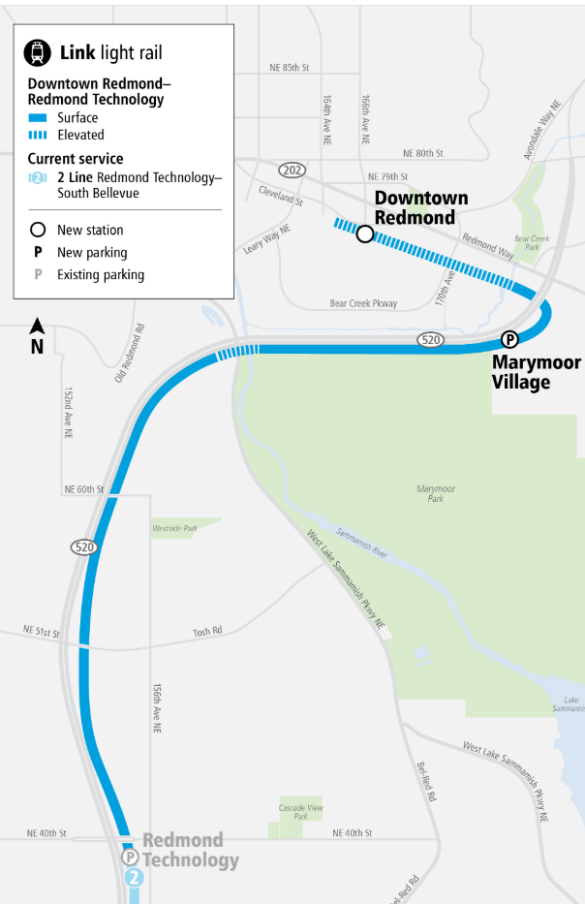 Link light rail
Downtown Redmond–
Redmond Technology
Surface
Elevated
Current service
2 2 Line Redmond Technology–
South Bellevue
New station
P New parking
P Existing parking
N
NE 85th St
164th Ave NE
166th Ave NE
Avondale Way NE
NE 80th St
202
NE 79th St
Cleveland St
Downtown
Redmond
Leary Way NE
Redmond Way
Bear Creek
Park
170th Ave
Bear Creek Pkway
520
P
Marymoor
Village
Old Redmond Rd
152nd Ave NE
NE 60th St
Marymoor
Park
Westside Park
520
Sammamish River
West Lake Sammamish Pkwy NE
NE 51st St
Tosh Rd
156th Ave NE
Lake
West Lake Sammamish Pkwy NE
Bel-Red Rd
Cascade View
Park
NE 40th St
NE 40th St
Redmond
Technology
P
2
el-Red Rd